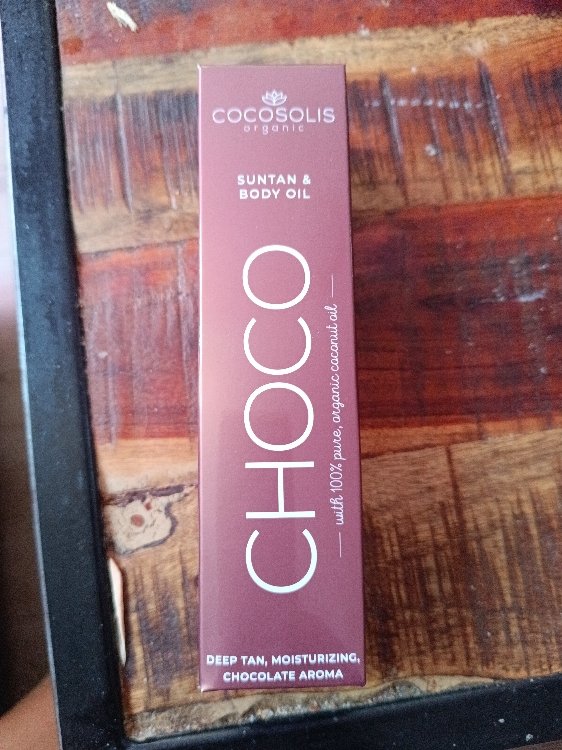 COCOSOLIS
organic
SUNTAN &
BODY OIL
CHOCO
with 100% pure, organic coconut oil
DEEP TAN, MOISTURIZING,
CHOCOLATE AROMA